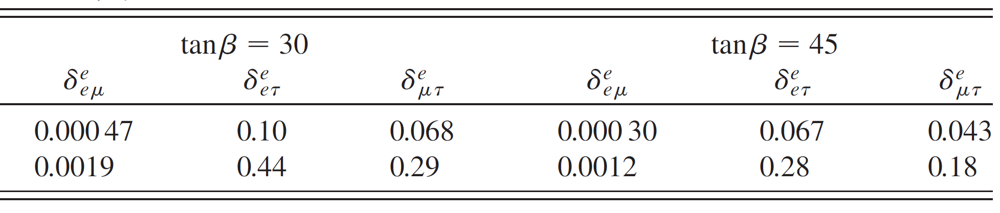 tanβ = 30 tanβ = 45
δ^e_{eμ} δ^e_{eτ} δ^e_{μτ} δ^e_{eμ} δ^e_{eτ} δ^e_{μτ}
0.000 47 0.10 0.068 0.000 30 0.067 0.043
0.0019 0.44 0.29 0.0012 0.28 0.18